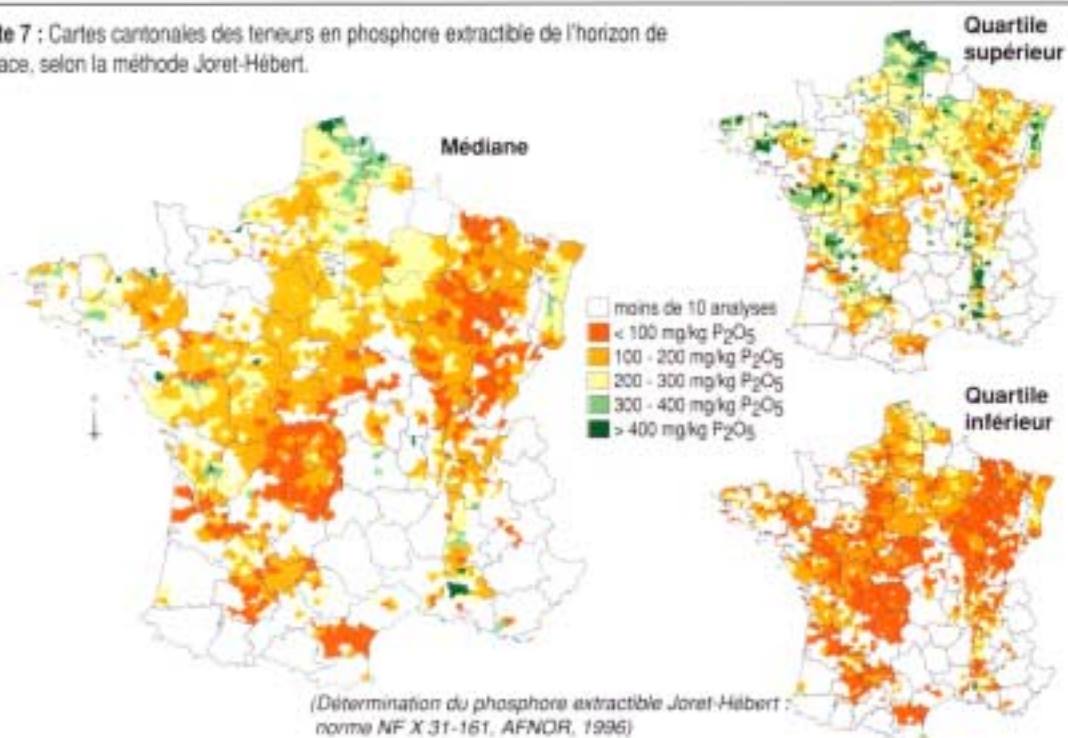 te 7 : Cartes cantonales des teneurs en phosphore extractible de l'horizon de
ace, selon la méthode Joret-Hébert.
Médiane
Quartile
supérieur
moins de 10 analyses
< 100 mg/kg P2O5
100 - 200 mg/kg P2O5
200 - 300 mg/kg P2O5
300 - 400 mg/kg P2O5
> 400 mg/kg P2O5
Quartile
inférieur
(Détermination du phosphore extractible Joret-Hébert :
norme NF X 31-161, AFNOR, 1996)